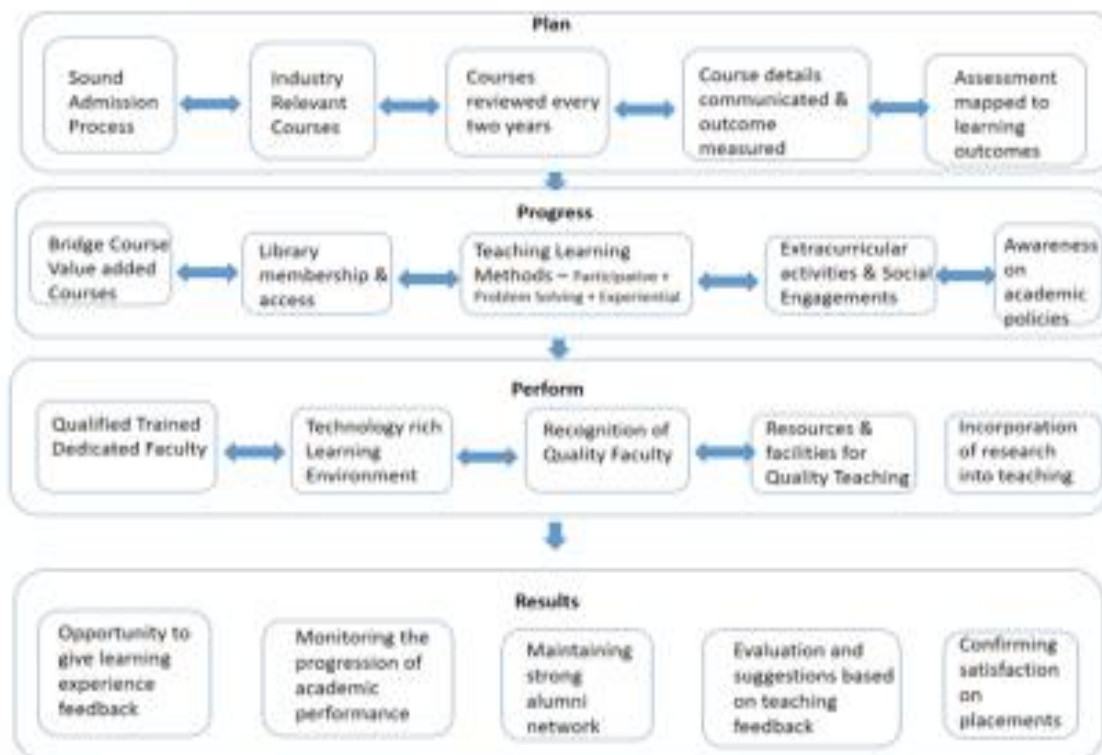 Plan
Sound
Admission
Process
Industry
Relevant
Courses
Courses
reviewed every
two years
Course details
communicated &
outcome
measured
Assessment
mapped to
learning
outcomes
Progress
Bridge Course
Value added
Courses
Library
membership &
access
Teaching Learning
Methods – Participative +
Problem Solving + Experiential
Extracurricular
activities & Social
Engagements
Awareness
on
academic
policies
Perform
Qualified Trained
Dedicated Faculty
Technology rich
Learning
Environment
Recognition of
Quality Faculty
Resources &
facilities for
Quality Teaching
Incorporation
of research
into teaching
Results
Opportunity to
give learning
experience
feedback
Monitoring the
progression of
academic
performance
Maintaining
strong
alumni
network
Evaluation and
suggestions based
on teaching
feedback
Confirming
satisfaction
on
placements